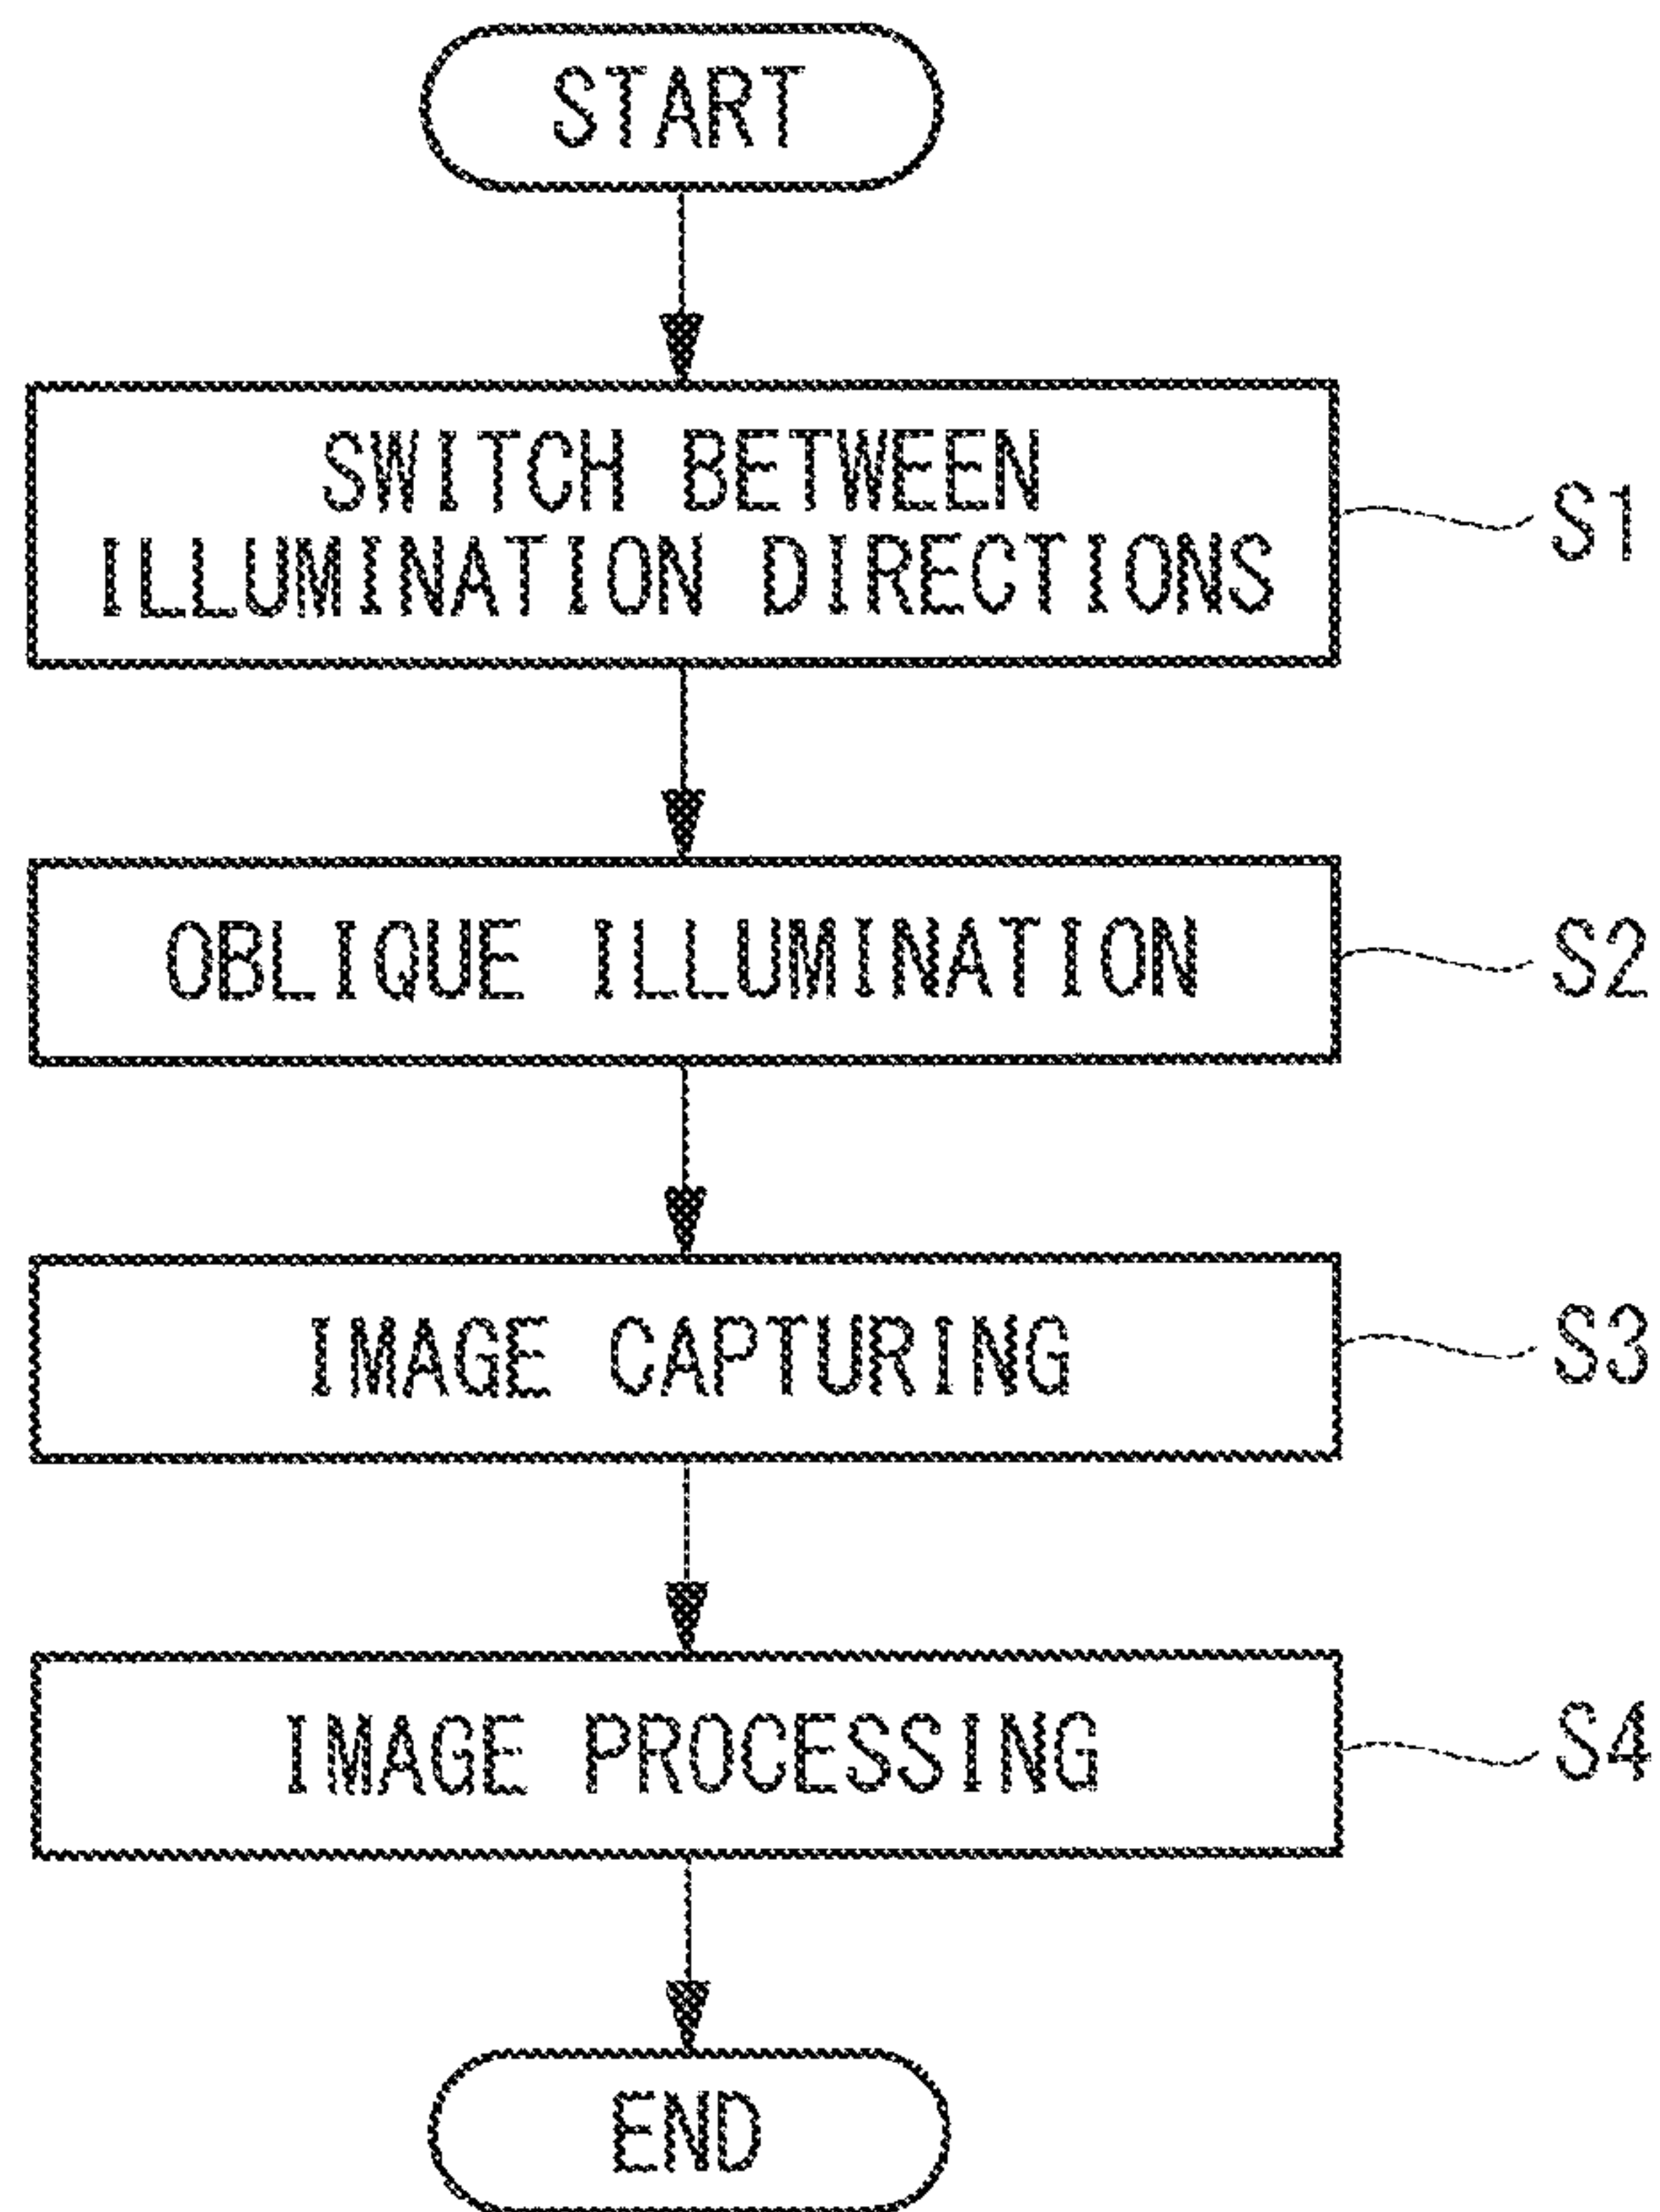 START
SWITCH BETWEEN
ILLUMINATION DIRECTIONS
S1
OBLIQUE ILLUMINATION
S2
IMAGE CAPTURING
S3
IMAGE PROCESSING
S4
END